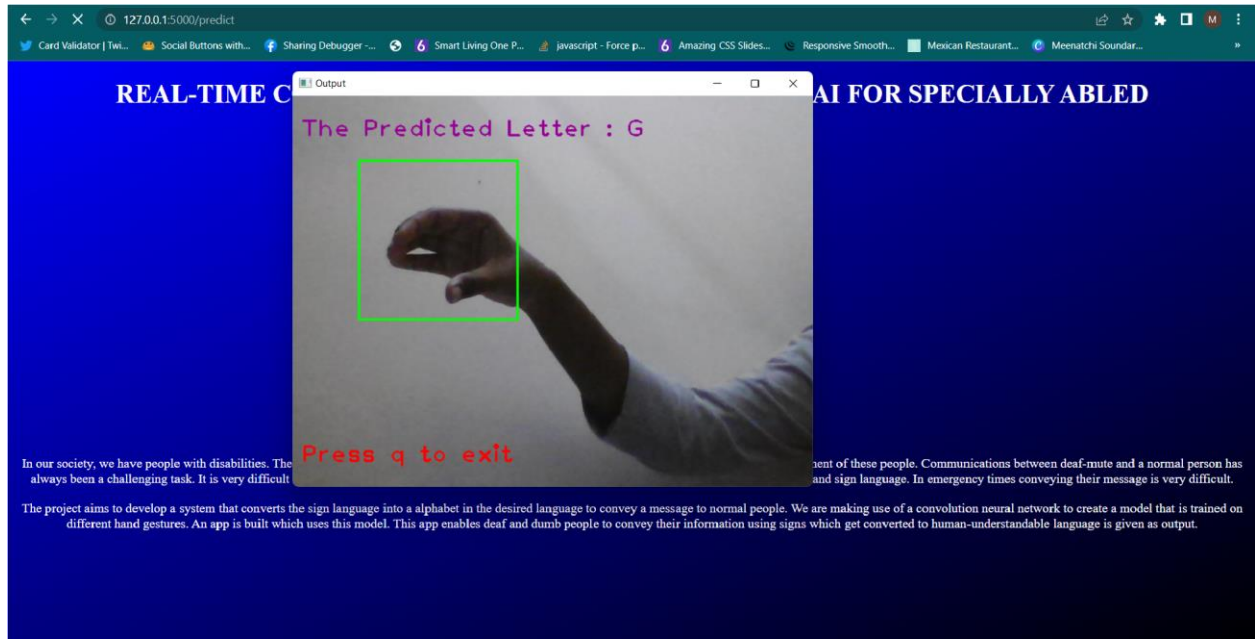 127.0.0.1:5000/predict
M
Card Validator | Twi... Social Buttons with... Sharing Debugger -... Smart Living One P... javascript - Force p... Amazing CSS Slides... Responsive Smooth... Mexican Restaurant... Meenatchi Soundar... »
Output
REAL-TIME C
AI FOR SPECIALLY ABLED
The Predicted Letter : G
Press q to exit
In our society, we have people with disabilities. The
nent of these people. Communications between deaf-mute and a normal person has
always been a challenging task. It is very difficult
and sign language. In emergency times conveying their message is very difficult.
The project aims to develop a system that converts the sign language into a alphabet in the desired language to convey a message to normal people. We are making use of a convolution neural network to create a model that is trained on
different hand gestures. An app is built which uses this model. This app enables deaf and dumb people to convey their information using signs which get converted to human-understandable language is given as output.